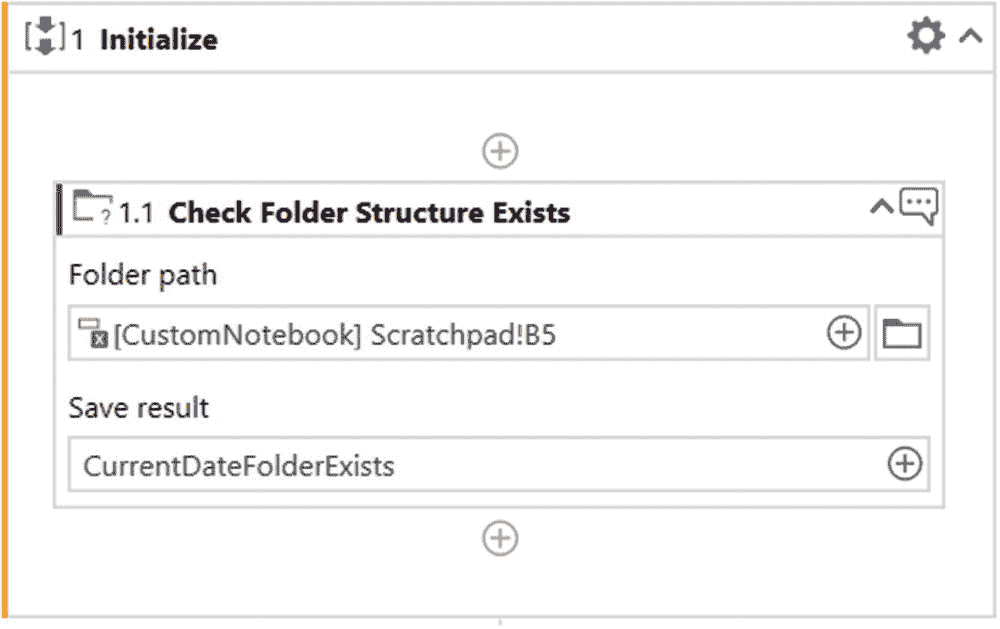 1 Initialize
1.1 Check Folder Structure Exists
Folder path
[CustomNotebook] Scratchpad!B5
Save result
CurrentDateFolderExists